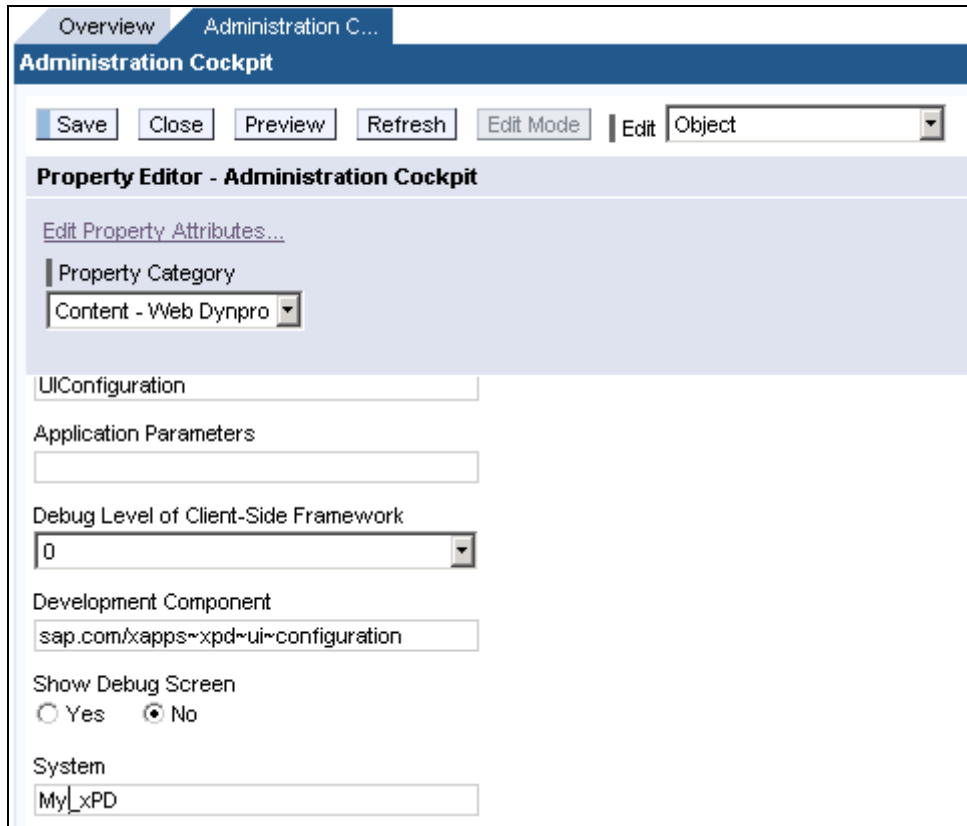 Overview Administration C...
Administration Cockpit
Save Close Preview Refresh Edit Mode Edit Object
Property Editor - Administration Cockpit
Edit Property Attributes...
Property Category
Content - Web Dynpro
UIConfiguration
Application Parameters
Debug Level of Client-Side Framework
0
Development Component
sap.com/xapps~xpd~ui~configuration
Show Debug Screen
Yes No
System
My_xPD